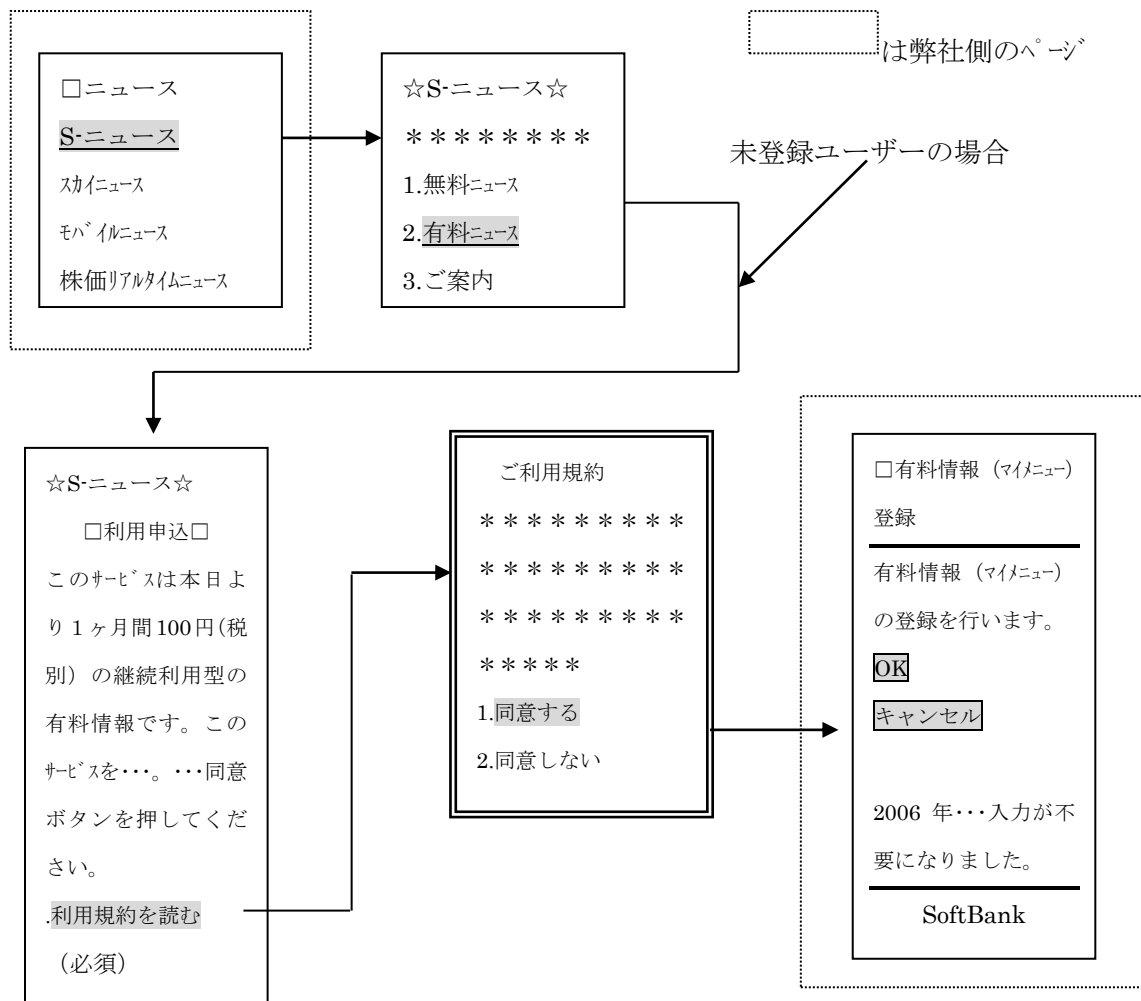 は弊社側のﾍﾟｰｼﾞ
□ニュース
S-ニュース
ｽｶｲﾆｭｰｽ
ﾓﾊﾞｲﾙﾆｭｰｽ
株価ﾘｱﾙﾀｲﾑﾆｭｰｽ
☆S-ニュース☆
＊＊＊＊＊＊＊＊
1.無料ﾆｭｰｽ
2.有料ﾆｭｰｽ
3.ご案内
未登録ユーザーの場合
☆S-ニュース☆
□利用申込□
このｻｰﾋﾞｽは本日よ
り１ヶ月間100円(税
別）の継続利用型の
有料情報です。この
ｻｰﾋﾞｽを･･･。･･･同意
ボタンを押してくだ
さい。
.利用規約を読む
（必須）
ご利用規約
＊＊＊＊＊＊＊＊＊
＊＊＊＊＊＊＊＊＊
＊＊＊＊＊＊＊＊＊
＊＊＊＊＊
1.同意する
2.同意しない
□有料情報（ﾏｲﾒﾆｭｰ）
登録
有料情報（ﾏｲﾒﾆｭｰ）
の登録を行います。
OK
キャンセル
2006 年･･･入力が不
要になりました。
SoftBank